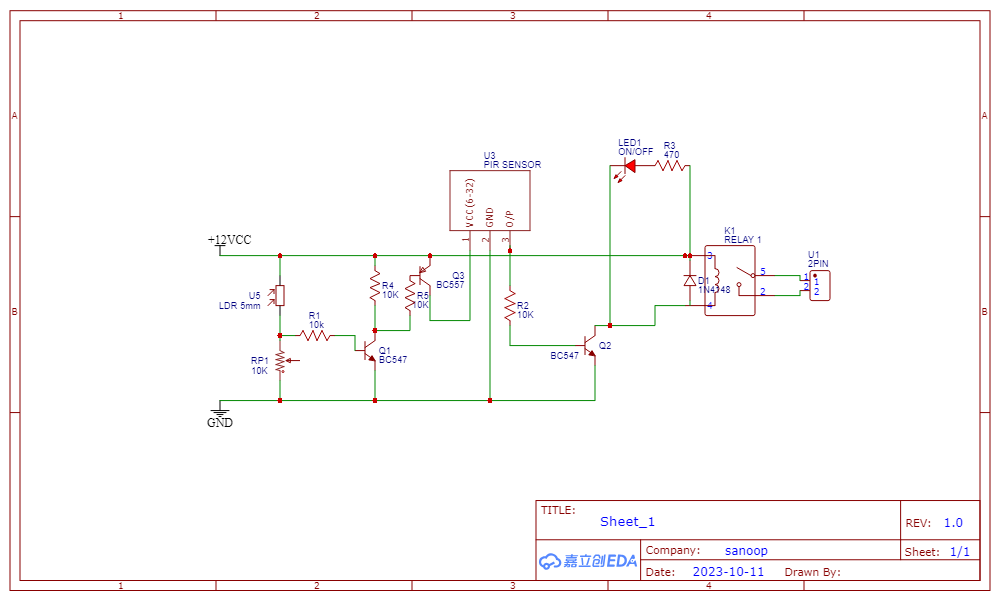 1 2 3 4
A A
LED1
ON/OFF
R3
470
U3
PIR SENSOR
VCC(6-32)
GND
O/P
1 2 3
K1
RELAY 1
+12VCC
3
4
5
2
U1
2PIN
1
2
1
2
Q3
BC557
R4
10K
R5
10K
D1
1N4148
U5
LDR 5mm
R1
10k
R2
10K
B B
Q1
BC547
Q2
BC547
RP1
10K
GND
TITLE:
Sheet_1
REV: 1.0
嘉立创EDA
Company: sanoop
Sheet: 1/1
Date: 2023-10-11 Drawn By:
1 2 3 4